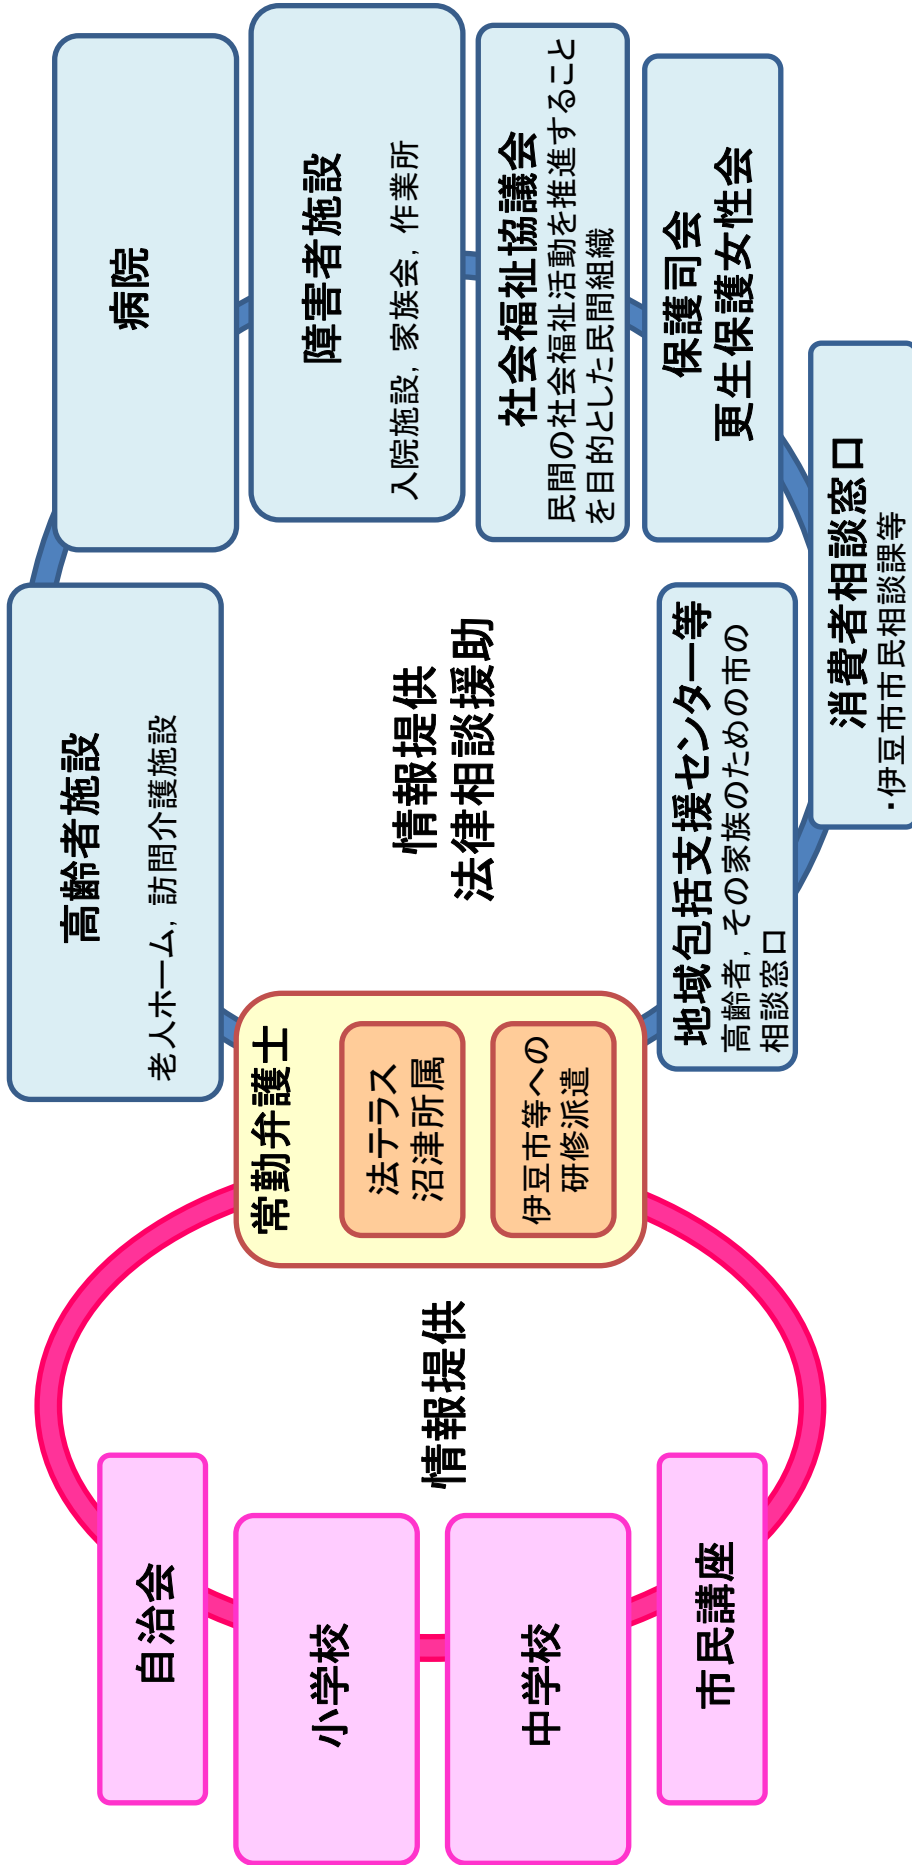 自治会
小学校
中学校
市民講座
情報提供
常勤弁護士
法テラス
沼津所属
伊豆市等への
研修派遣
情報提供
法律相談援助
高齢者施設
老人ホーム，訪問介護施設
病院
障害者施設
入院施設，家族会，作業所
社会福祉協議会
民間の社会福祉活動を推進すること
を目的とした民間組織
保護司会
更生保護女性会
消費者相談窓口
・伊豆市市民相談課等
地域包括支援センター等
高齢者，その家族のための市の
相談窓口